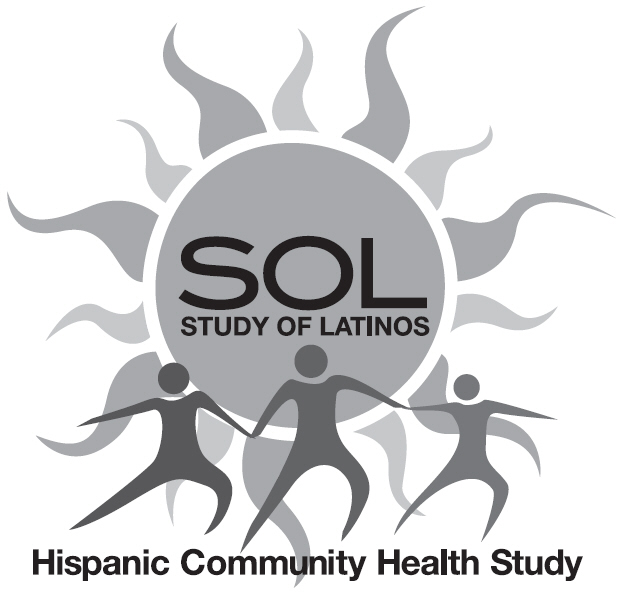 SOL
STUDY OF LATINOS
Hispanic Community Health Study